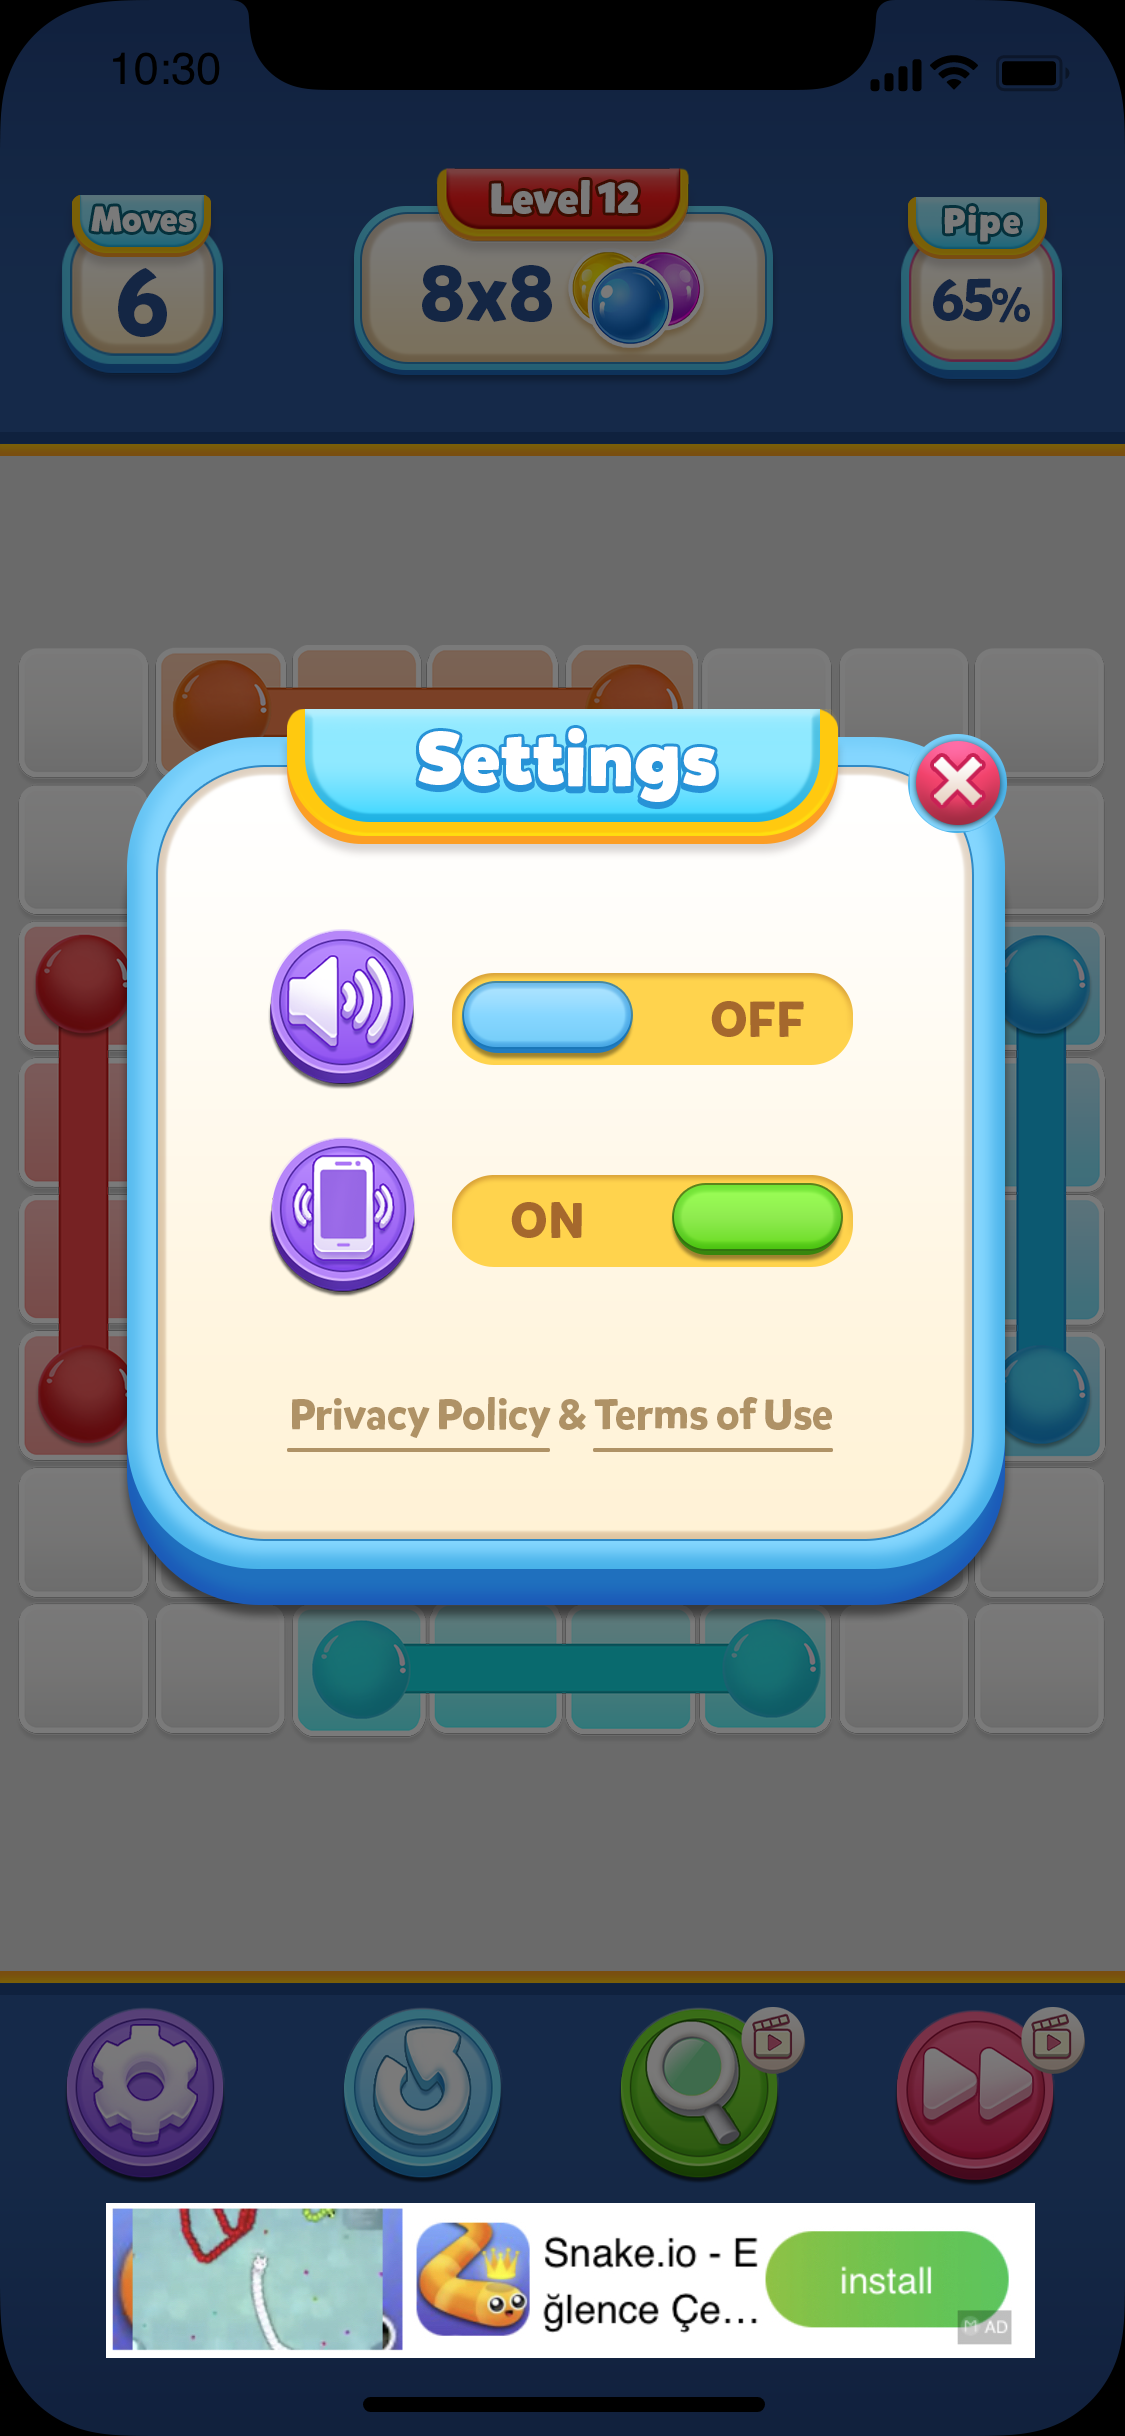 10:30
Moves
Level 12
Pipe
6
8x8
65%
Settings
OFF
ON
Privacy Policy & Terms of Use
Snake.io - E
ğlence Çe...
install
AD